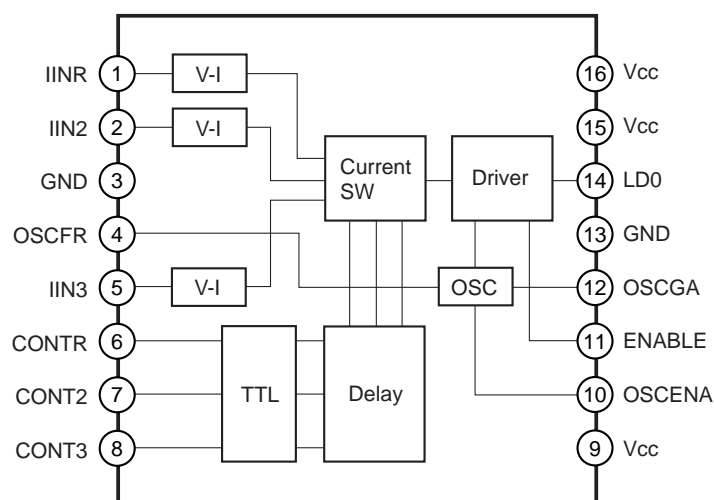 IINR 1 V-I 16 Vcc
IIN2 2 V-I 15 Vcc
GND 3 Current SW Driver 14 LD0
OSCFR 4 13 GND
IIN3 5 V-I OSC 12 OSCGA
CONTR 6 11 ENABLE
CONT2 7 TTL Delay 10 OSCENA
CONT3 8 9 Vcc